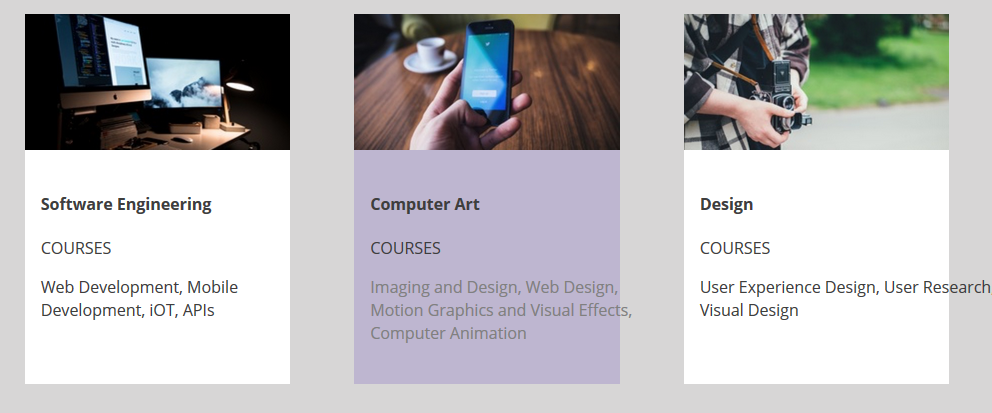 Software Engineering
COURSES
Web Development, Mobile
Development, iOT, APIs
Computer Art
COURSES
Imaging and Design, Web Design,
Motion Graphics and Visual Effects,
Computer Animation
Design
COURSES
User Experience Design, User Research,
Visual Design